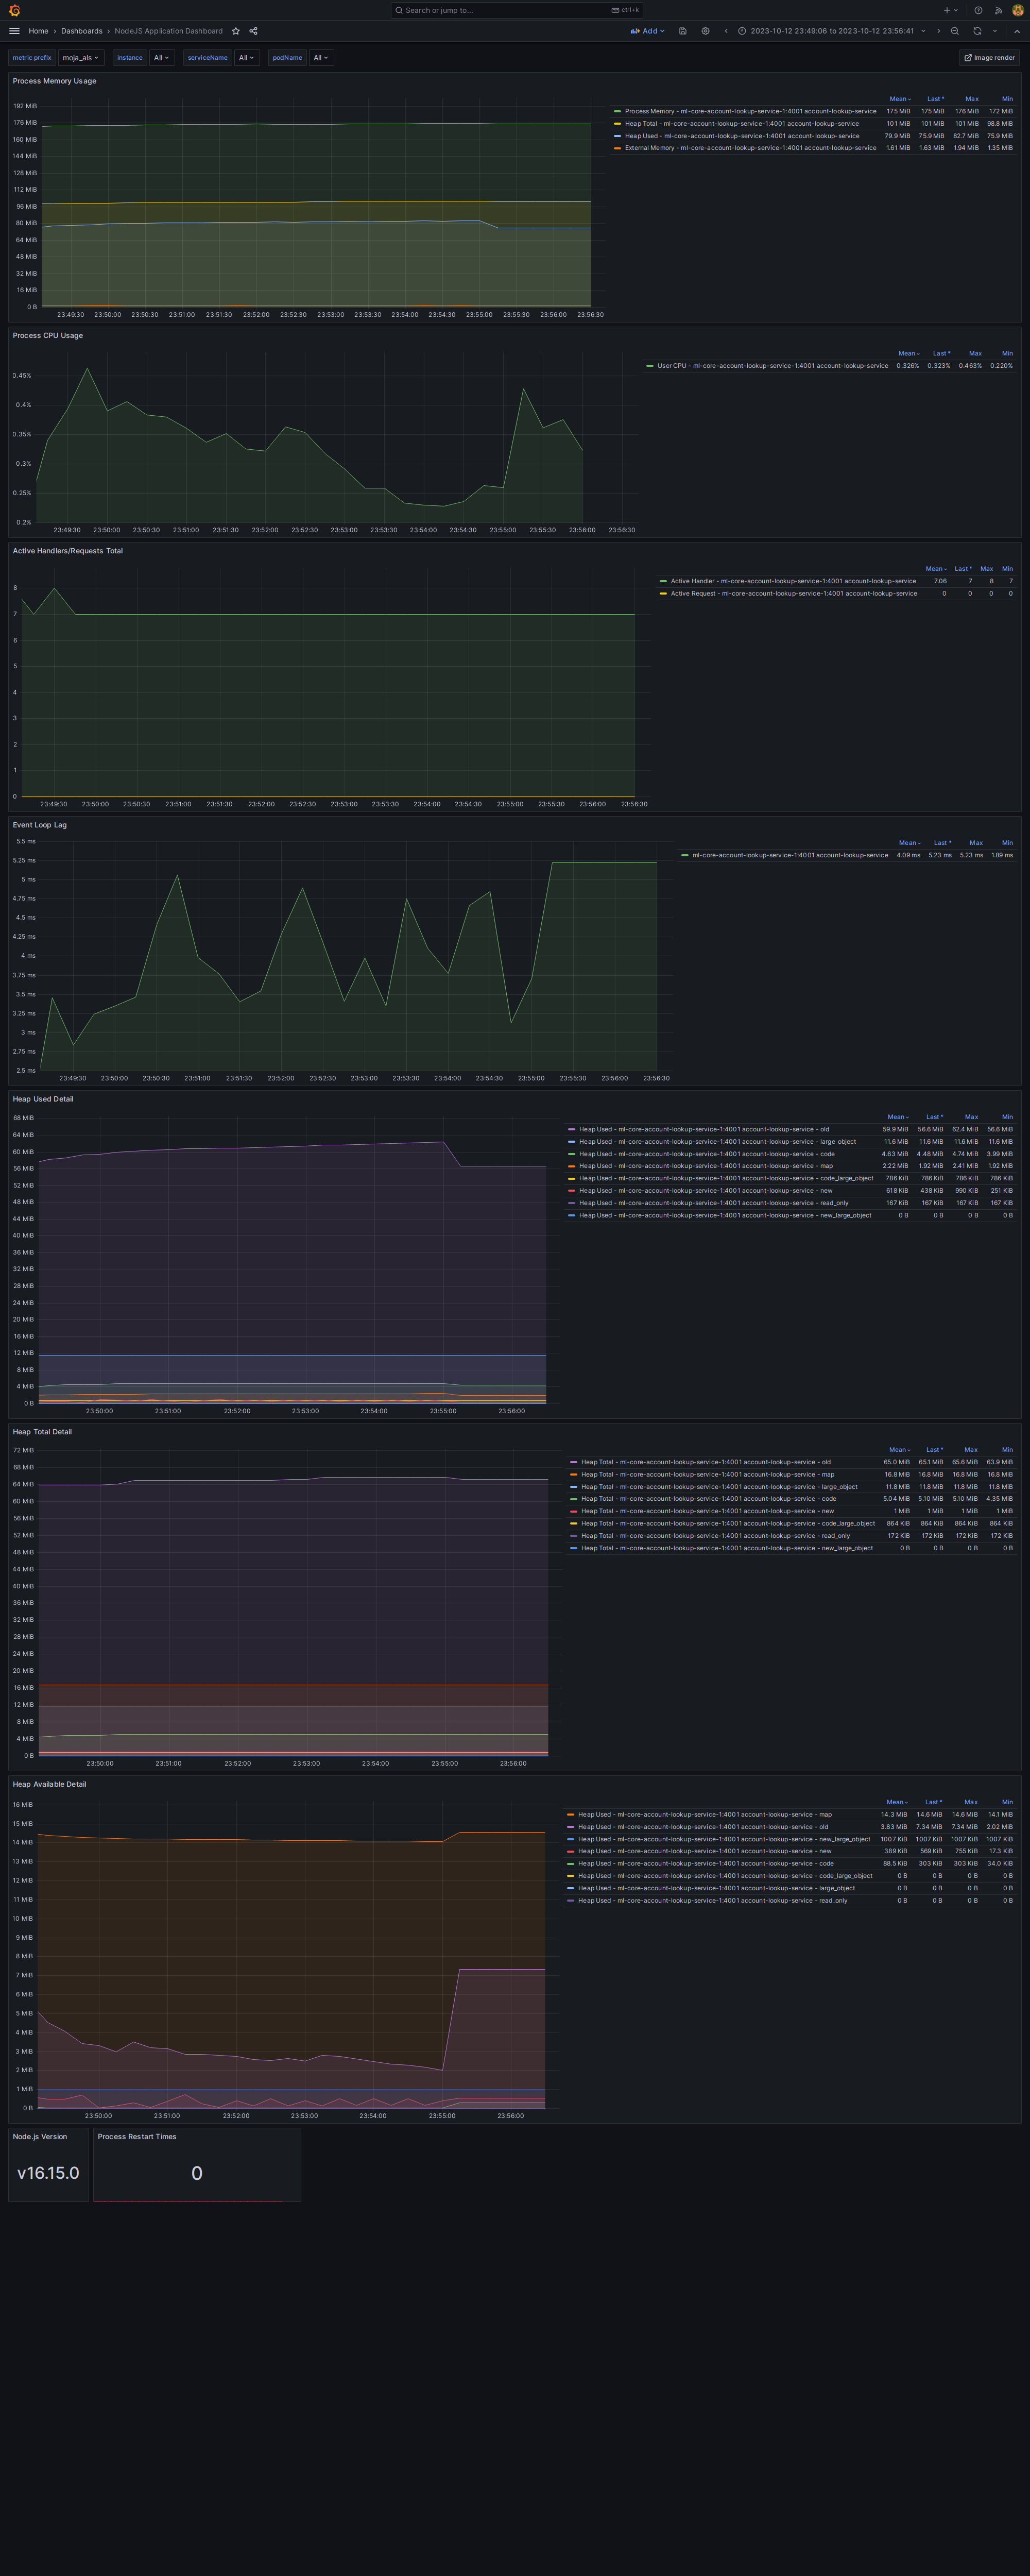 Search or jump to... ctrl+k
Home › Dashboards › NodeJS Application Dashboard Add 2023-10-12 23:49:06 to 2023-10-12 23:56:41
metric prefix moja_als instance All serviceName All podName All Image render
Process Memory Usage
Mean Last * Max Min
Process Memory - ml-core-account-lookup-service-1:4001 account-lookup-service 175 MiB 175 MiB 176 MiB 172 MiB
Heap Total - ml-core-account-lookup-service-1:4001 account-lookup-service 101 MiB 101 MiB 101 MiB 98.8 MiB
Heap Used - ml-core-account-lookup-service-1:4001 account-lookup-service 79.9 MiB 75.9 MiB 82.7 MiB 75.9 MiB
External Memory - ml-core-account-lookup-service-1:4001 account-lookup-service 1.61 MiB 1.63 MiB 1.94 MiB 1.35 MiB
192 MiB
176 MiB
160 MiB
144 MiB
128 MiB
112 MiB
96 MiB
80 MiB
64 MiB
48 MiB
32 MiB
16 MiB
0 B
23:49:30 23:50:00 23:50:30 23:51:00 23:51:30 23:52:00 23:52:30 23:53:00 23:53:30 23:54:00 23:54:30 23:55:00 23:55:30 23:56:00 23:56:30
Process CPU Usage
Mean Last * Max Min
User CPU - ml-core-account-lookup-service-1:4001 account-lookup-service 0.326% 0.323% 0.463% 0.220%
0.45%
0.4%
0.35%
0.3%
0.25%
0.2%
23:49:30 23:50:00 23:50:30 23:51:00 23:51:30 23:52:00 23:52:30 23:53:00 23:53:30 23:54:00 23:54:30 23:55:00 23:55:30 23:56:00 23:56:30
Active Handlers/Requests Total
Mean Last * Max Min
Active Handler - ml-core-account-lookup-service-1:4001 account-lookup-service 7.06 7 8 7
Active Request - ml-core-account-lookup-service-1:4001 account-lookup-service 0 0 0 0
8
7
6
5
4
3
2
1
0
23:49:30 23:50:00 23:50:30 23:51:00 23:51:30 23:52:00 23:52:30 23:53:00 23:53:30 23:54:00 23:54:30 23:55:00 23:55:30 23:56:00 23:56:30
Event Loop Lag
Mean Last * Max Min
ml-core-account-lookup-service-1:4001 account-lookup-service 4.09 ms 5.23 ms 5.23 ms 1.89 ms
5.5 ms
5.25 ms
5 ms
4.75 ms
4.5 ms
4.25 ms
4 ms
3.75 ms
3.5 ms
3.25 ms
3 ms
2.75 ms
2.5 ms
23:49:30 23:50:00 23:50:30 23:51:00 23:51:30 23:52:00 23:52:30 23:53:00 23:53:30 23:54:00 23:54:30 23:55:00 23:55:30 23:56:00 23:56:30
Heap Used Detail
Mean Last * Max Min
Heap Used - ml-core-account-lookup-service-1:4001 account-lookup-service - old 59.9 MiB 56.6 MiB 62.4 MiB 56.6 MiB
Heap Used - ml-core-account-lookup-service-1:4001 account-lookup-service - large_object 11.6 MiB 11.6 MiB 11.6 MiB 11.6 MiB
Heap Used - ml-core-account-lookup-service-1:4001 account-lookup-service - code 4.63 MiB 4.48 MiB 4.74 MiB 3.99 MiB
Heap Used - ml-core-account-lookup-service-1:4001 account-lookup-service - map 2.22 MiB 1.92 MiB 2.41 MiB 1.92 MiB
Heap Used - ml-core-account-lookup-service-1:4001 account-lookup-service - code_large_object 786 KiB 786 KiB 786 KiB 786 KiB
Heap Used - ml-core-account-lookup-service-1:4001 account-lookup-service - new 618 KiB 438 KiB 990 KiB 251 KiB
Heap Used - ml-core-account-lookup-service-1:4001 account-lookup-service - read_only 167 KiB 167 KiB 167 KiB 167 KiB
Heap Used - ml-core-account-lookup-service-1:4001 account-lookup-service - new_large_object 0 B 0 B 0 B 0 B
68 MiB
64 MiB
60 MiB
56 MiB
52 MiB
48 MiB
44 MiB
40 MiB
36 MiB
32 MiB
28 MiB
24 MiB
20 MiB
16 MiB
12 MiB
8 MiB
4 MiB
0 B
23:50:00 23:51:00 23:52:00 23:53:00 23:54:00 23:55:00 23:56:00
Heap Total Detail
Mean Last * Max Min
Heap Total - ml-core-account-lookup-service-1:4001 account-lookup-service - old 65.0 MiB 65.1 MiB 65.6 MiB 63.9 MiB
Heap Total - ml-core-account-lookup-service-1:4001 account-lookup-service - map 16.8 MiB 16.8 MiB 16.8 MiB 16.8 MiB
Heap Total - ml-core-account-lookup-service-1:4001 account-lookup-service - large_object 11.8 MiB 11.8 MiB 11.8 MiB 11.8 MiB
Heap Total - ml-core-account-lookup-service-1:4001 account-lookup-service - code 5.04 MiB 5.10 MiB 5.10 MiB 4.35 MiB
Heap Total - ml-core-account-lookup-service-1:4001 account-lookup-service - new 1 MiB 1 MiB 1 MiB 1 MiB
Heap Total - ml-core-account-lookup-service-1:4001 account-lookup-service - code_large_object 864 KiB 864 KiB 864 KiB 864 KiB
Heap Total - ml-core-account-lookup-service-1:4001 account-lookup-service - read_only 172 KiB 172 KiB 172 KiB 172 KiB
Heap Total - ml-core-account-lookup-service-1:4001 account-lookup-service - new_large_object 0 B 0 B 0 B 0 B
72 MiB
68 MiB
64 MiB
60 MiB
56 MiB
52 MiB
48 MiB
44 MiB
40 MiB
36 MiB
32 MiB
28 MiB
24 MiB
20 MiB
16 MiB
12 MiB
8 MiB
4 MiB
0 B
23:50:00 23:51:00 23:52:00 23:53:00 23:54:00 23:55:00 23:56:00
Heap Available Detail
Mean Last * Max Min
Heap Used - ml-core-account-lookup-service-1:4001 account-lookup-service - map 14.3 MiB 14.6 MiB 14.6 MiB 14.1 MiB
Heap Used - ml-core-account-lookup-service-1:4001 account-lookup-service - old 3.83 MiB 7.34 MiB 7.34 MiB 2.02 MiB
Heap Used - ml-core-account-lookup-service-1:4001 account-lookup-service - new_large_object 1007 KiB 1007 KiB 1007 KiB 1007 KiB
Heap Used - ml-core-account-lookup-service-1:4001 account-lookup-service - new 389 KiB 569 KiB 755 KiB 17.3 KiB
Heap Used - ml-core-account-lookup-service-1:4001 account-lookup-service - code 88.5 KiB 303 KiB 303 KiB 34.0 KiB
Heap Used - ml-core-account-lookup-service-1:4001 account-lookup-service - code_large_object 0 B 0 B 0 B 0 B
Heap Used - ml-core-account-lookup-service-1:4001 account-lookup-service - large_object 0 B 0 B 0 B 0 B
Heap Used - ml-core-account-lookup-service-1:4001 account-lookup-service - read_only 0 B 0 B 0 B 0 B
16 MiB
15 MiB
14 MiB
13 MiB
12 MiB
11 MiB
10 MiB
9 MiB
8 MiB
7 MiB
6 MiB
5 MiB
4 MiB
3 MiB
2 MiB
1 MiB
0 B
23:50:00 23:51:00 23:52:00 23:53:00 23:54:00 23:55:00 23:56:00
Node.js Version Process Restart Times
v16.15.0 0